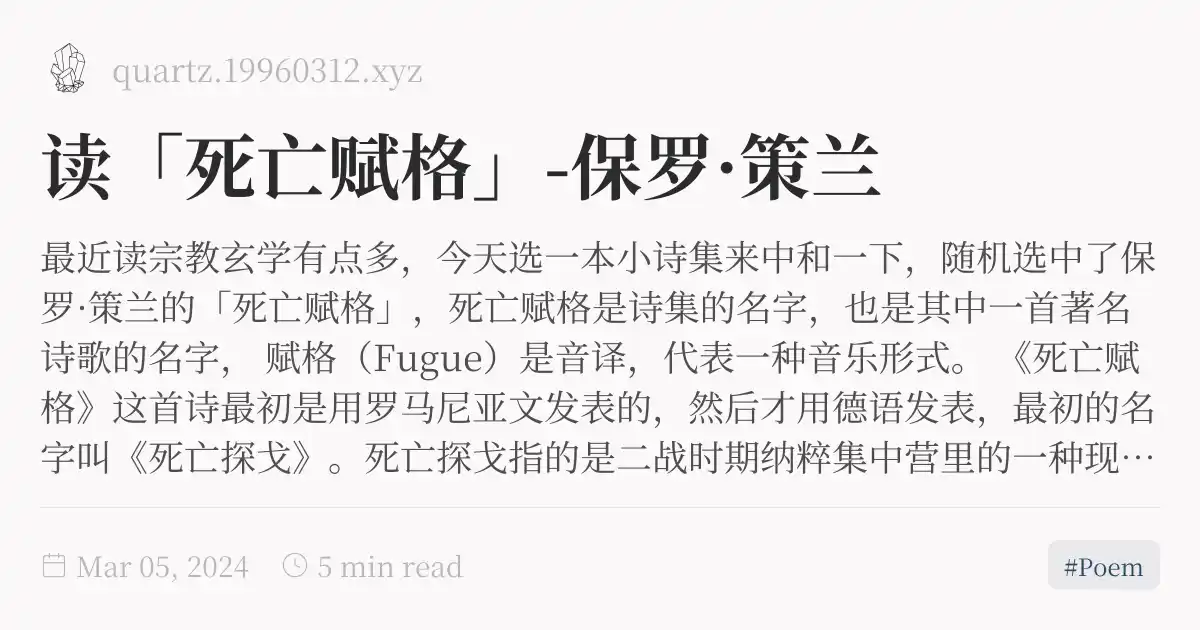 quartz.19960312.xyz
读「死亡赋格」-保罗·策兰
最近读宗教玄学有点多，今天选一本小诗集来中和一下，随机选中了保
罗·策兰的「死亡赋格」，死亡赋格是诗集的名字，也是其中一首著名
诗歌的名字， 赋格（Fugue）是音译，代表一种音乐形式。 《死亡赋
格》这首诗最初是用罗马尼亚文发表的，然后才用德语发表，最初的名
字叫《死亡探戈》。死亡探戈指的是二战时期纳粹集中营里的一种现…
Mar 05, 2024 5 min read #Poem